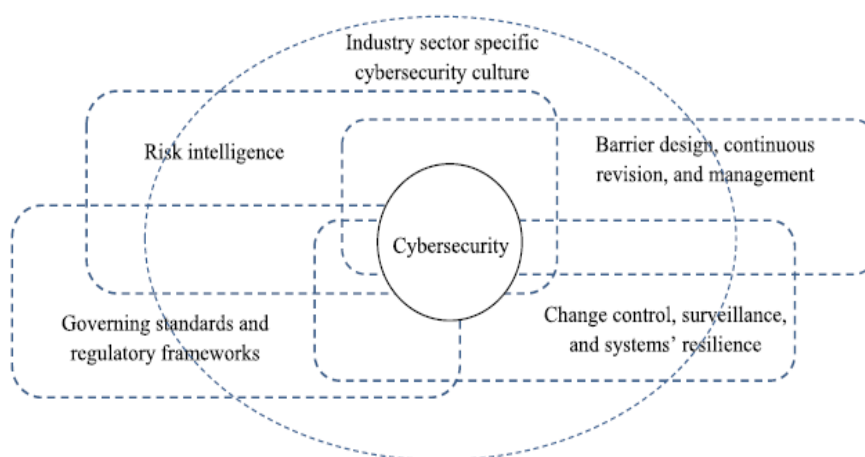 Industry sector specific
cybersecurity culture
Risk intelligence
Barrier design, continuous
revision, and management
Cybersecurity
Governing standards and
regulatory frameworks
Change control, surveillance,
and systems’ resilience